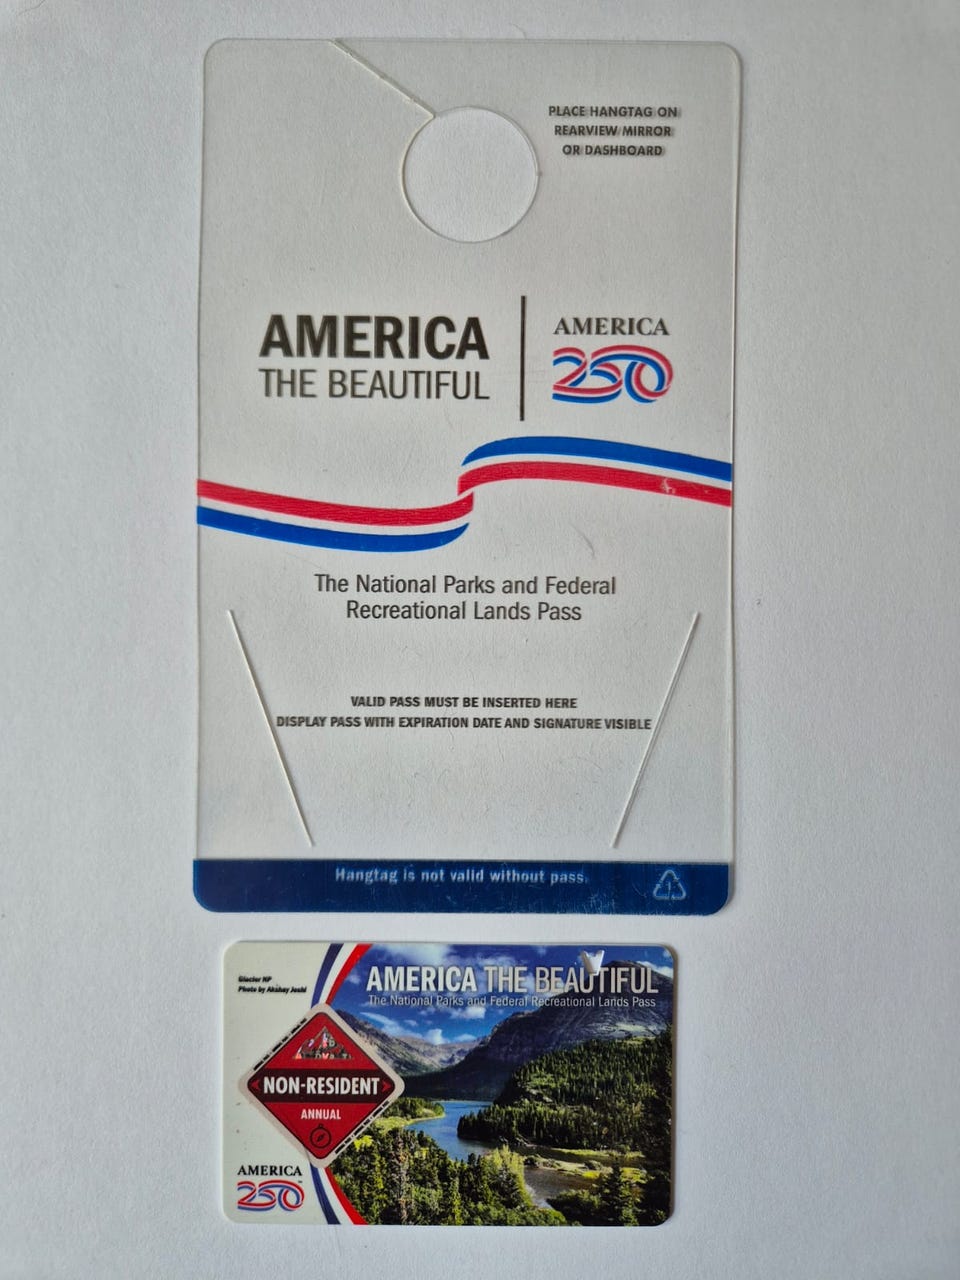 PLACE HANGTAG ON
REARVIEW MIRROR
OR DASHBOARD
AMERICA
THE BEAUTIFUL
AMERICA
250
The National Parks and Federal
Recreational Lands Pass
VALID PASS MUST BE INSERTED HERE
DISPLAY PASS WITH EXPIRATION DATE AND SIGNATURE VISIBLE
Hangtag is not valid without pass.
1
Glacier NP
Photo by Akshay Joshi
AMERICA THE BEAUTIFUL
The National Parks and Federal Recreational Lands Pass
NON-RESIDENT
ANNUAL
AMERICA
250